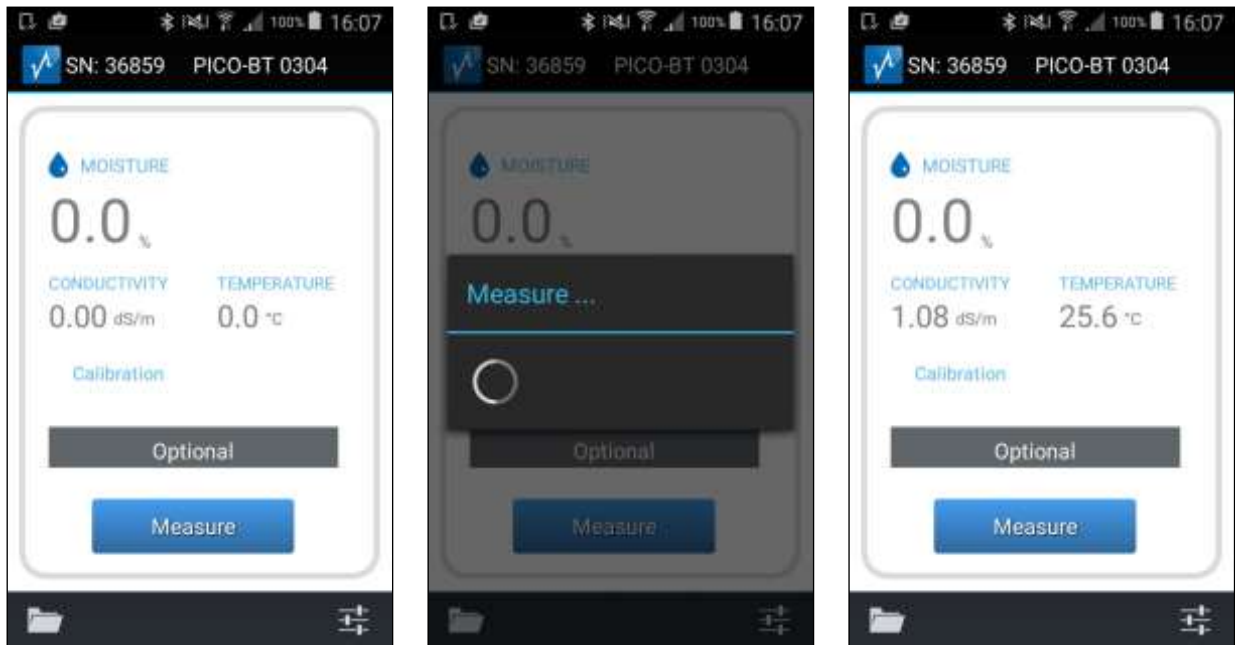 100% 16:07
SN: 36859 PICO-BT 0304
MOISTURE
0.0 %
CONDUCTIVITY TEMPERATURE
0.00 dS/m 0.0 °C
Calibration
Optional
Measure
100% 16:07
SN: 36859 PICO-BT 0304
MOISTURE
0.0 %
Measure ...
Optional
Measure
100% 16:07
SN: 36859 PICO-BT 0304
MOISTURE
0.0 %
CONDUCTIVITY TEMPERATURE
1.08 dS/m 25.6 °C
Calibration
Optional
Measure